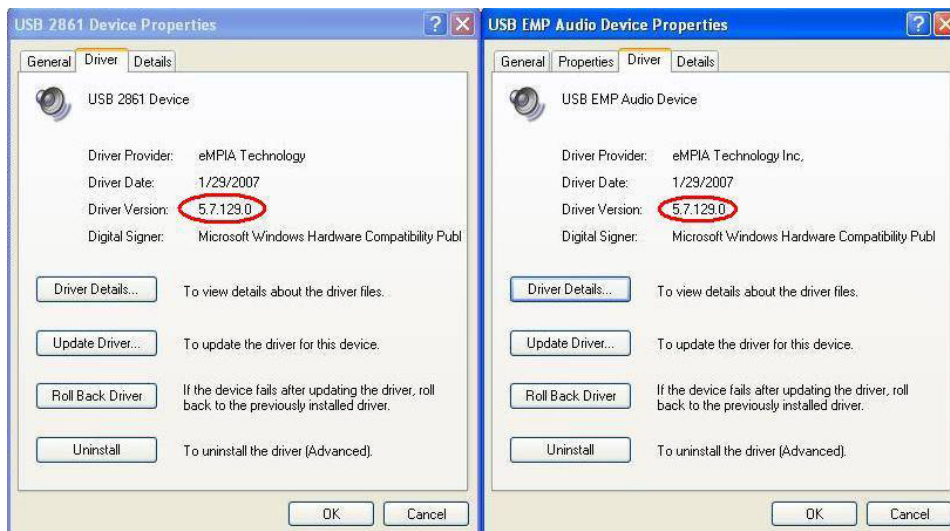 USB 2861 Device Properties
General Driver Details
USB 2861 Device
Driver Provider: eMPIA Technology
Driver Date: 1/29/2007
Driver Version: 5.7.129.0
Digital Signer: Microsoft Windows Hardware Compatibility Publ
Driver Details... To view details about the driver files.
Update Driver... To update the driver for this device.
Roll Back Driver If the device fails after updating the driver, roll
back to the previously installed driver.
Uninstall To uninstall the driver (Advanced).
OK Cancel
USB EMP Audio Device Properties
General Properties Driver Details
USB EMP Audio Device
Driver Provider: eMPIA Technology Inc,
Driver Date: 1/29/2007
Driver Version: 5.7.129.0
Digital Signer: Microsoft Windows Hardware Compatibility Publ
Driver Details... To view details about the driver files.
Update Driver... To update the driver for this device.
Roll Back Driver If the device fails after updating the driver, roll
back to the previously installed driver.
Uninstall To uninstall the driver (Advanced).
OK Cancel